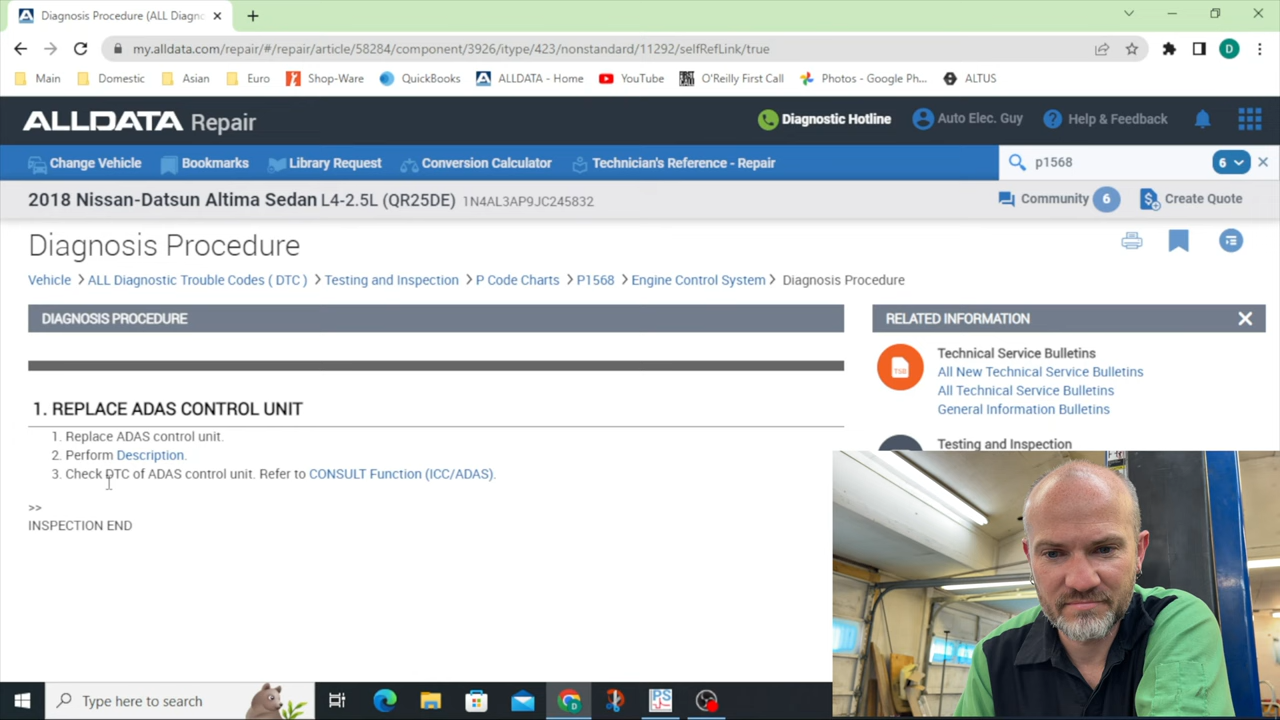 Diagnosis Procedure (ALL Diagno
my.alldata.com/repair/#/repair/article/58284/component/3926/itype/423/nonstandard/11292/selfRefLink/true
D
Main Domestic Asian Euro Shop-Ware QuickBooks ALLDATA - Home YouTube O'Reilly First Call Photos - Google Ph... ALTUS
ALLDATA Repair Diagnostic Hotline Auto Elec. Guy Help & Feedback
Change Vehicle Bookmarks Library Request Conversion Calculator Technician's Reference - Repair p1568 6
2018 Nissan-Datsun Altima Sedan L4-2.5L (QR25DE) 1N4AL3AP9JC245832 Community 6 Create Quote
Diagnosis Procedure
Vehicle > ALL Diagnostic Trouble Codes ( DTC ) > Testing and Inspection > P Code Charts > P1568 > Engine Control System > Diagnosis Procedure
DIAGNOSIS PROCEDURE
1. REPLACE ADAS CONTROL UNIT
1. Replace ADAS control unit.
2. Perform Description.
3. Check DTC of ADAS control unit. Refer to CONSULT Function (ICC/ADAS).
>>
INSPECTION END
RELATED INFORMATION
TSB
Technical Service Bulletins
All New Technical Service Bulletins
All Technical Service Bulletins
General Information Bulletins
Testing and Inspection
Type here to search